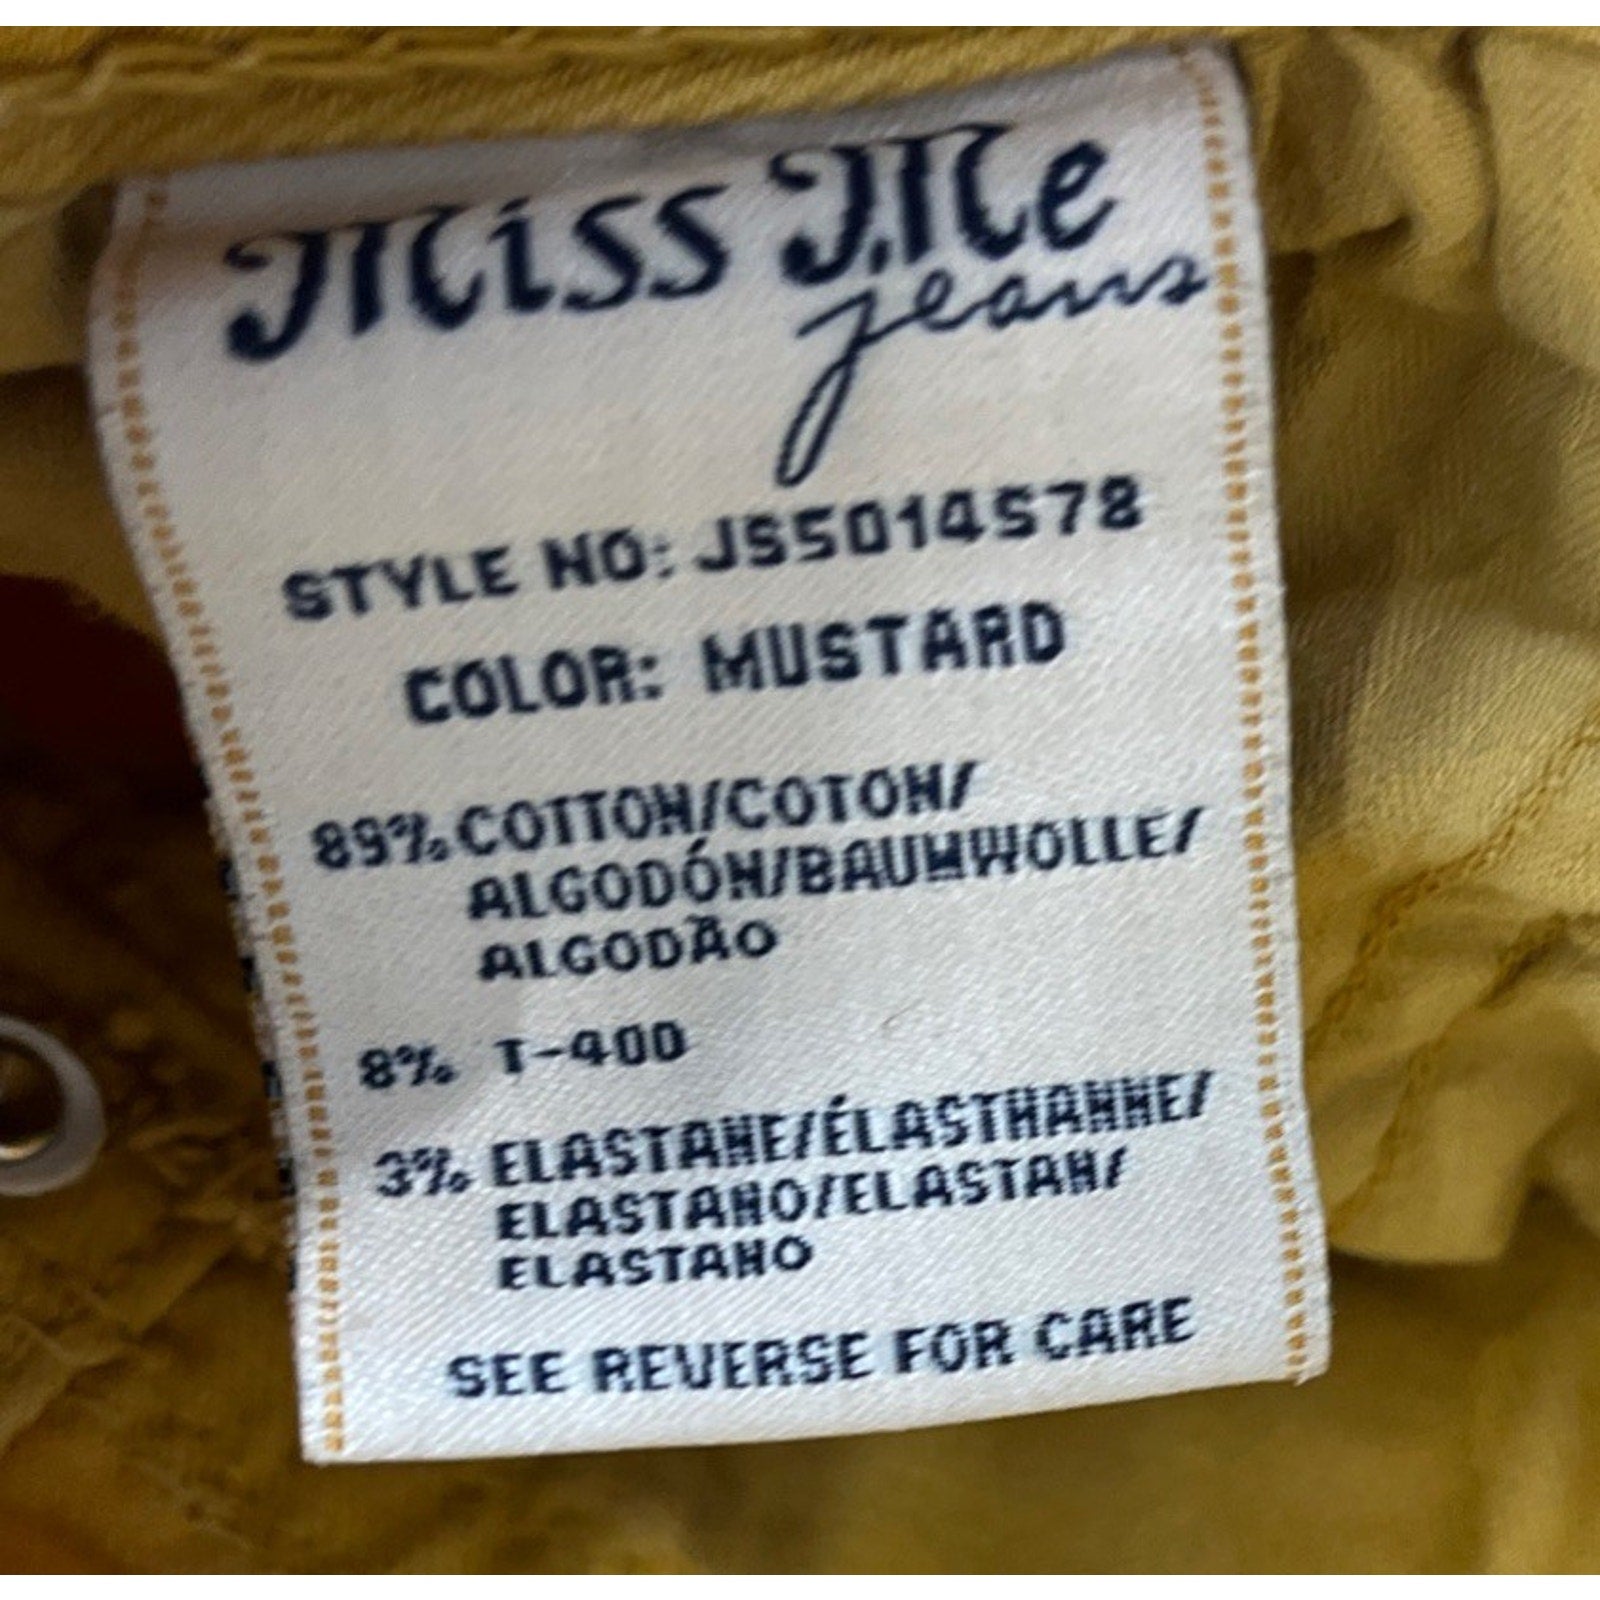 Miss Me
jeans
STYLE NO: JS5014S78
COLOR: MUSTARD
89% COTTON/COTON/
ALGODÓN/BAUMWOLLE/
ALGODÃO
8% T-400
3% ELASTANE/ÉLASTHANNE/
ELASTANO/ELASTAN/
ELASTANO
SEE REVERSE FOR CARE